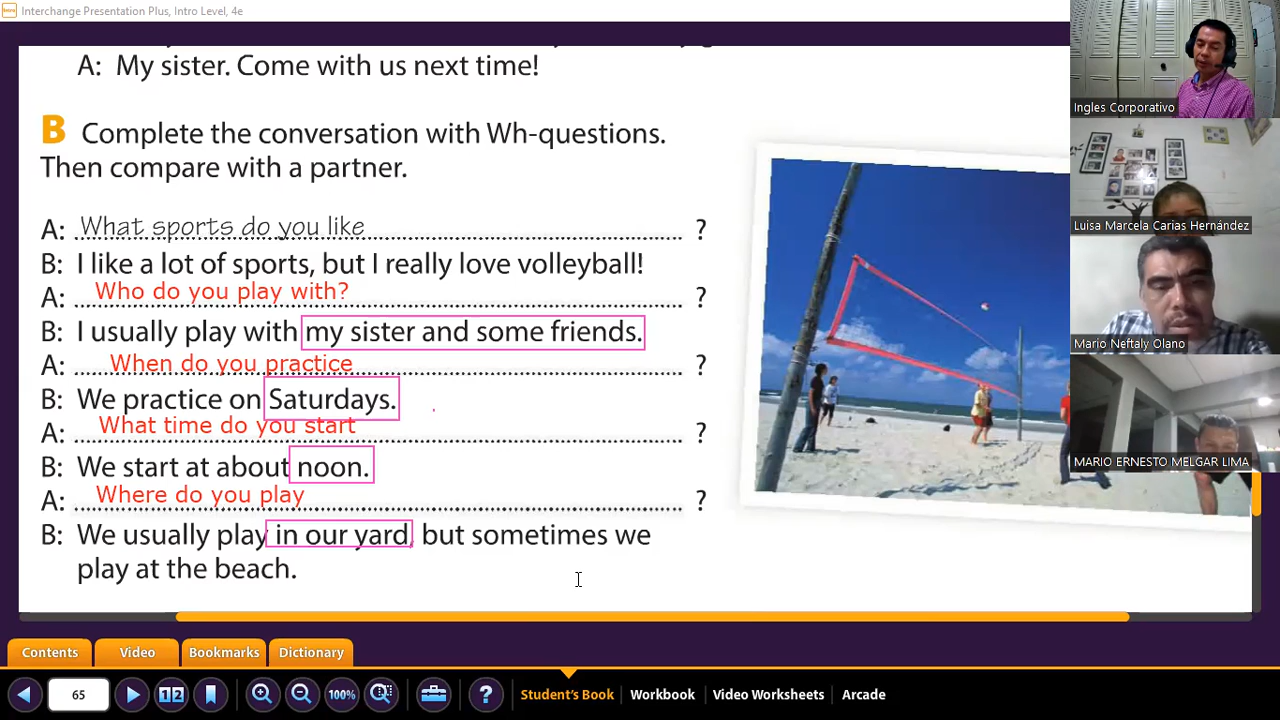 Interchange Presentation Plus, Intro Level, 4e
A: My sister. Come with us next time!
B Complete the conversation with Wh-questions.
Then compare with a partner.
A: What sports do you like ?
B: I like a lot of sports, but I really love volleyball!
A: Who do you play with? ?
B: I usually play with my sister and some friends.
A: When do you practice ?
B: We practice on Saturdays.
A: What time do you start ?
B: We start at about noon.
A: Where do you play ?
B: We usually play in our yard, but sometimes we
play at the beach.
Ingles Corporativo
Luisa Marcela Carias Hernández
Mario Neftaly Olano
MARIO ERNESTO MELGAR LIMA
Contents Video Bookmarks Dictionary
65 1 2 100% ? Student's Book Workbook Video Worksheets Arcade